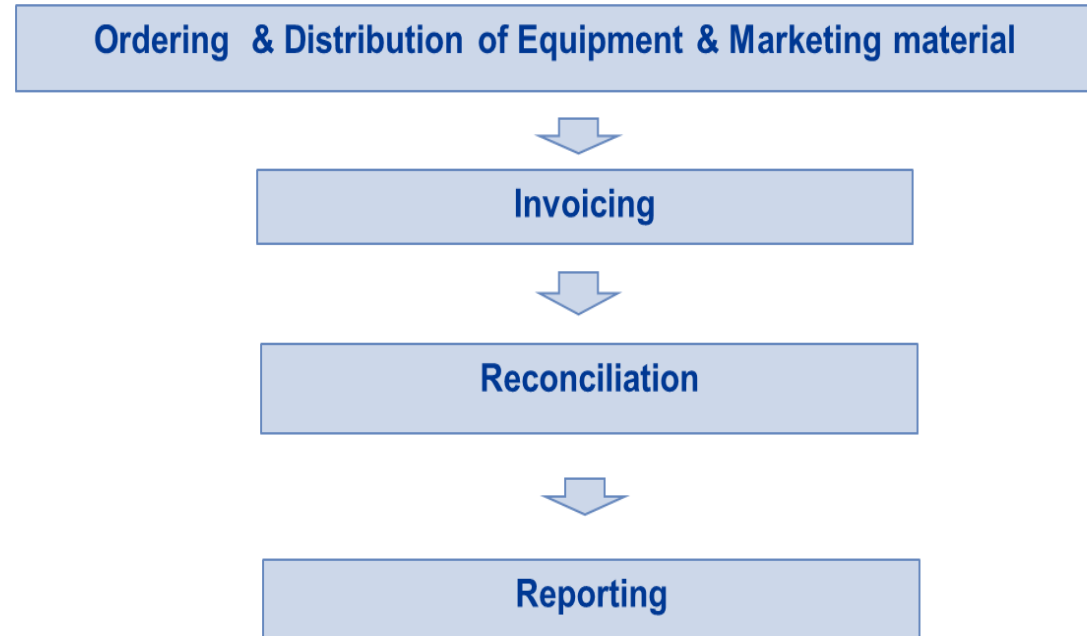 Ordering & Distribution of Equipment & Marketing material
Invoicing
Reconciliation
Reporting